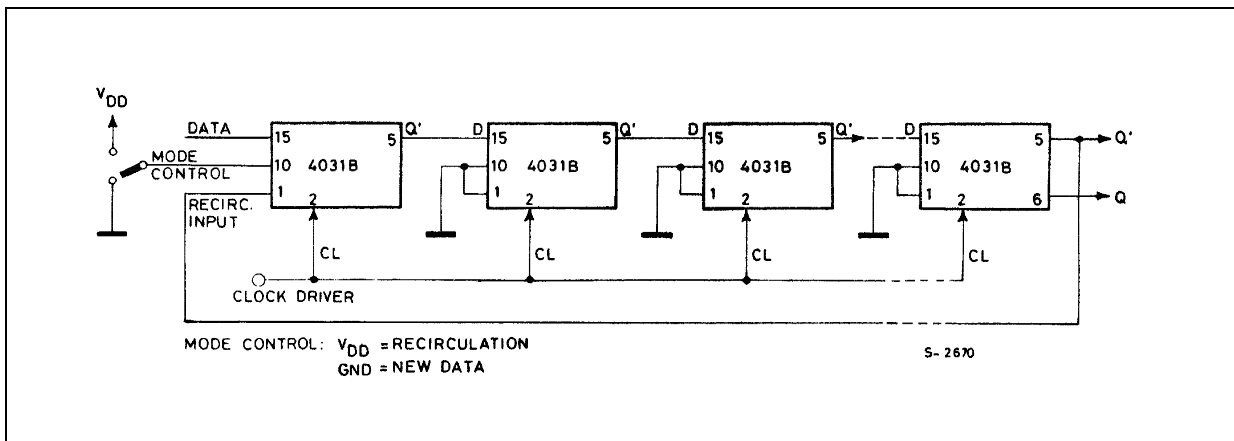 VDD
DATA
MODE
CONTROL
RECIRC.
INPUT
15 5 Q' D 15 5 Q' D 15 5 Q' D 15 5 Q'
10 4031B 10 4031B 10 4031B 10 4031B
1 2 1 2 1 2 1 2 6 Q
CL CL CL CL
CLOCK DRIVER
MODE CONTROL: VDD = RECIRCULATION
GND = NEW DATA
S-2670